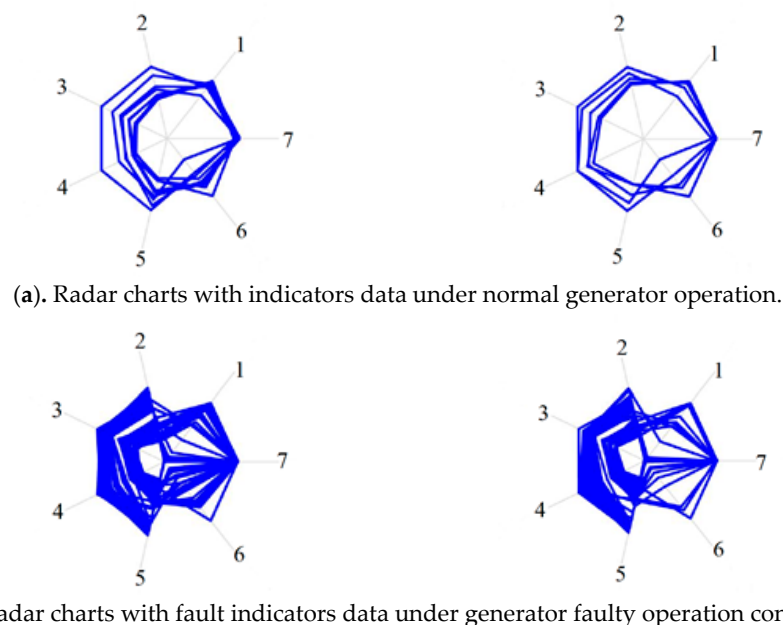 2 1 3 7 4 6 5
2 1 3 7 4 6 5
(a). Radar charts with indicators data under normal generator operation.
2 1 3 7 4 6 5
2 1 3 7 4 6 5
Radar charts with fault indicators data under generator faulty operation